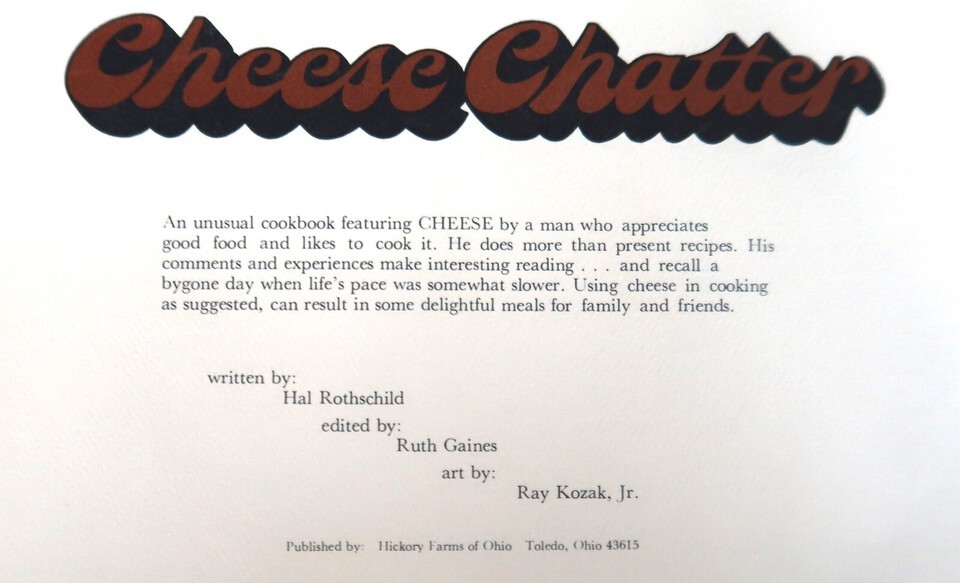 Cheese Chatter
An unusual cookbook featuring CHEESE by a man who appreciates
good food and likes to cook it. He does more than present recipes. His
comments and experiences make interesting reading . . . and recall a
bygone day when life's pace was somewhat slower. Using cheese in cooking
as suggested, can result in some delightful meals for family and friends.
written by:
Hal Rothschild
edited by:
Ruth Gaines
art by:
Ray Kozak, Jr.
Published by: Hickory Farms of Ohio Toledo, Ohio 43615